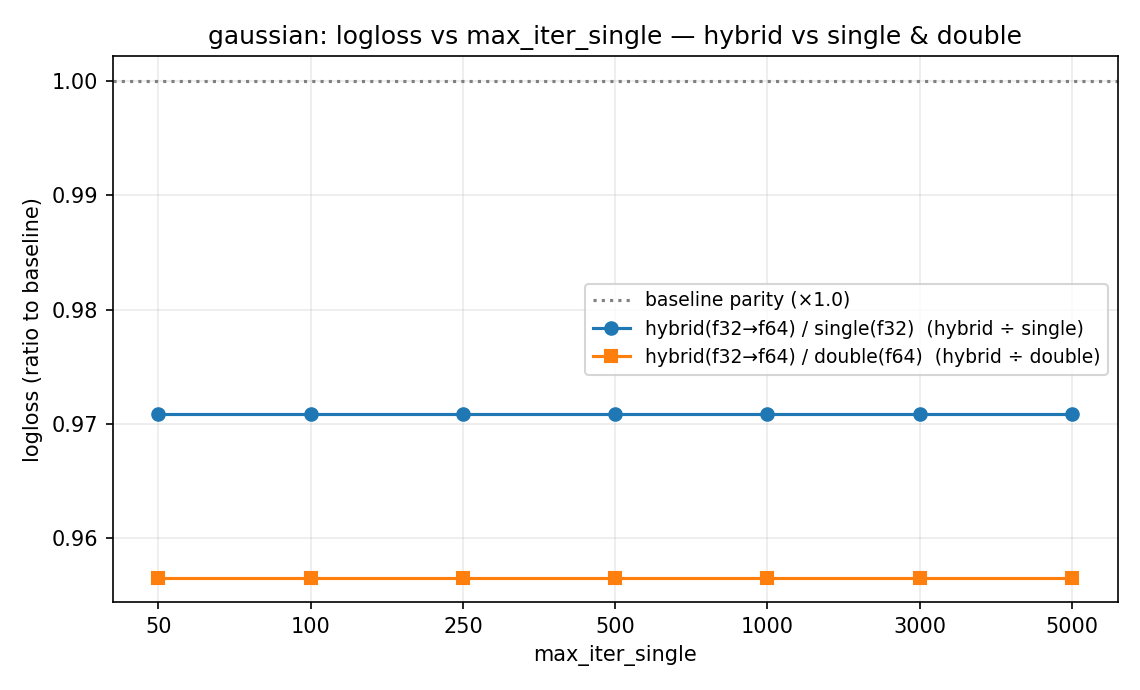 gaussian: logloss vs max_iter_single — hybrid vs single & double
logloss (ratio to baseline)
1.00
0.99
0.98
0.97
0.96
baseline parity (×1.0)
hybrid(f32→f64) / single(f32)  (hybrid ÷ single)
hybrid(f32→f64) / double(f64)  (hybrid ÷ double)
50 100 250 500 1000 3000 5000
max_iter_single